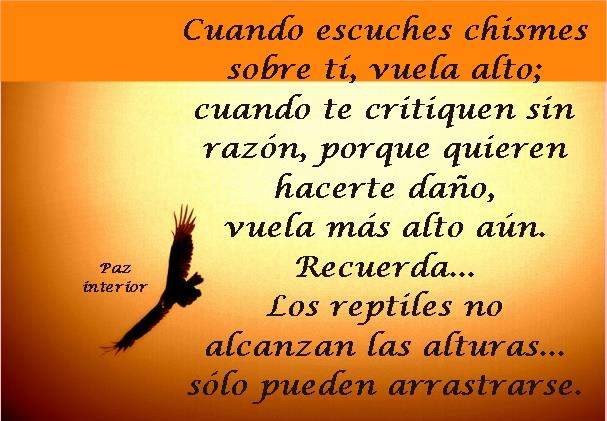 Cuando escuches chismes
sobre tí, vuela alto;
cuando te critiquen sin
razón, porque quieren
hacerte daño,
vuela más alto aún.
Recuerda...
Los reptiles no
alcanzan las alturas...
sólo pueden arrastrarse.
Paz
interior